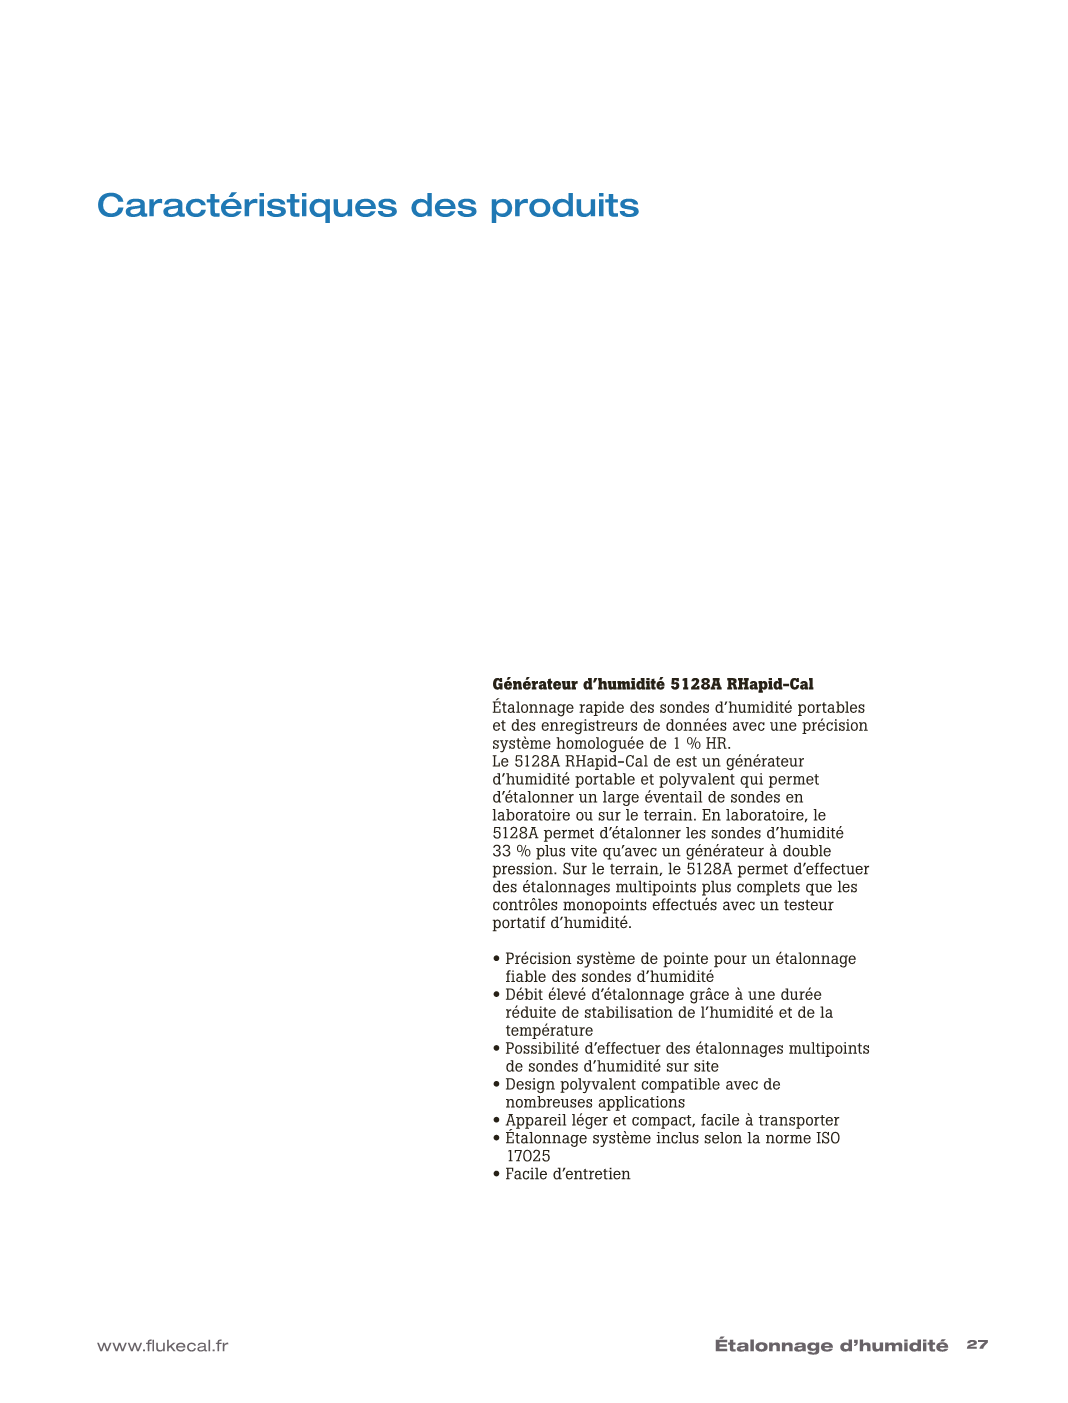 Caractéristiques des produits
Générateur d’humidité 5128A RHapid-Cal
Étalonnage rapide des sondes d’humidité portables
et des enregistreurs de données avec une précision
système homologuée de 1 % HR.
Le 5128A RHapid-Cal de est un générateur
d’humidité portable et polyvalent qui permet
d’étalonner un large éventail de sondes en
laboratoire ou sur le terrain. En laboratoire, le
5128A permet d’étalonner les sondes d’humidité
33 % plus vite qu’avec un générateur à double
pression. Sur le terrain, le 5128A permet d’effectuer
des étalonnages multipoints plus complets que les
contrôles monopoints effectués avec un testeur
portatif d’humidité.
• Précision système de pointe pour un étalonnage
fiable des sondes d’humidité
• Débit élevé d’étalonnage grâce à une durée
réduite de stabilisation de l’humidité et de la
température
• Possibilité d’effectuer des étalonnages multipoints
de sondes d’humidité sur site
• Design polyvalent compatible avec de
nombreuses applications
• Appareil léger et compact, facile à transporter
• Étalonnage système inclus selon la norme ISO
17025
• Facile d’entretien
www.flukecal.fr
Étalonnage d’humidité 27